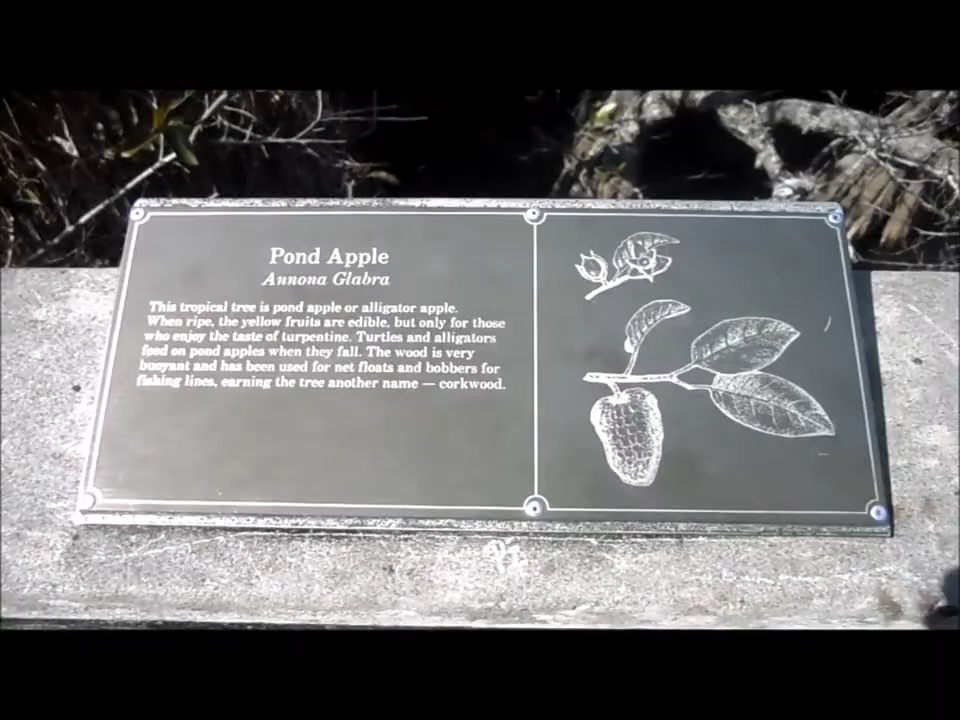 Pond Apple
Annona Glabra
This tropical tree is pond apple or alligator apple.
When ripe, the yellow fruits are edible, but only for those
who enjoy the taste of turpentine. Turtles and alligators
feed on pond apples when they fall. The wood is very
buoyant and has been used for net floats and bobbers for
fishing lines, earning the tree another name — corkwood.